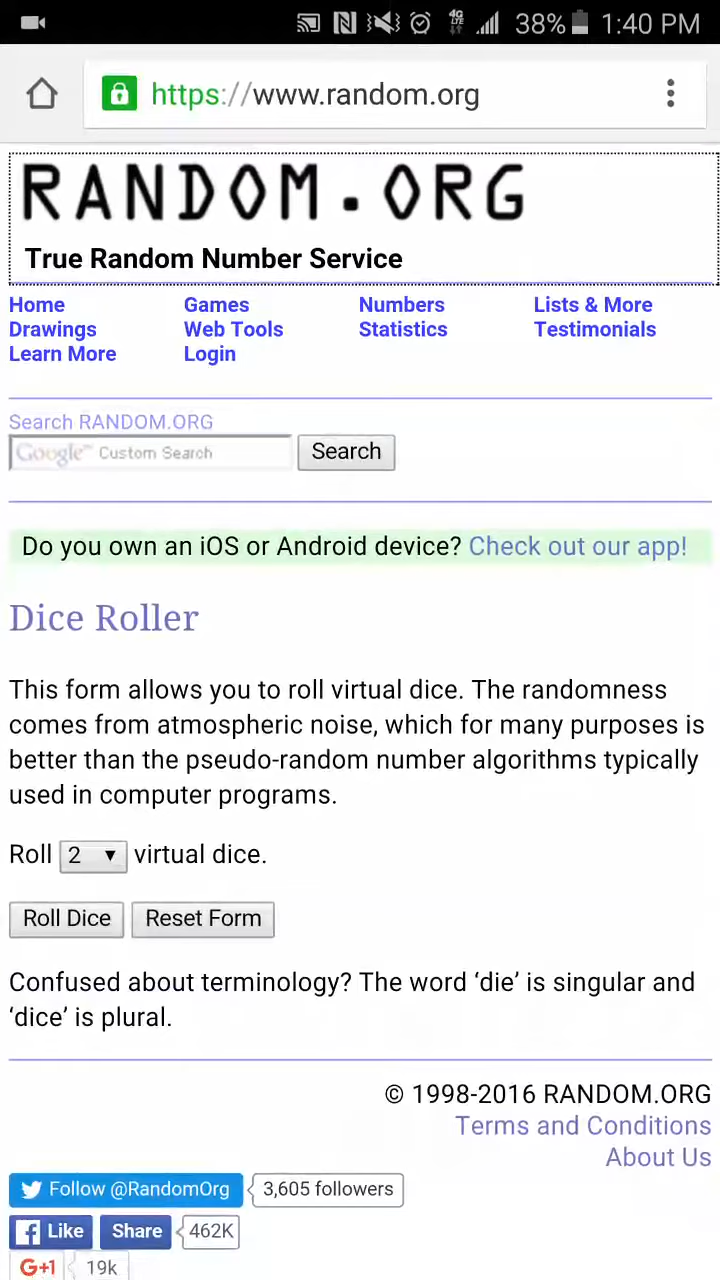 4G LTE 38% 1:40 PM
https://www.random.org
RANDOM.ORG
True Random Number Service
Home Games Numbers Lists & More
Drawings Web Tools Statistics Testimonials
Learn More Login
Search RANDOM.ORG
Google™ Custom Search Search
Do you own an iOS or Android device? Check out our app!
Dice Roller
This form allows you to roll virtual dice. The randomness
comes from atmospheric noise, which for many purposes is
better than the pseudo-random number algorithms typically
used in computer programs.
Roll 2 virtual dice.
Roll Dice Reset Form
Confused about terminology? The word ‘die’ is singular and
‘dice’ is plural.
© 1998-2016 RANDOM.ORG
Terms and Conditions
About Us
Follow @RandomOrg 3,605 followers
Like Share 462K
G+1 19k